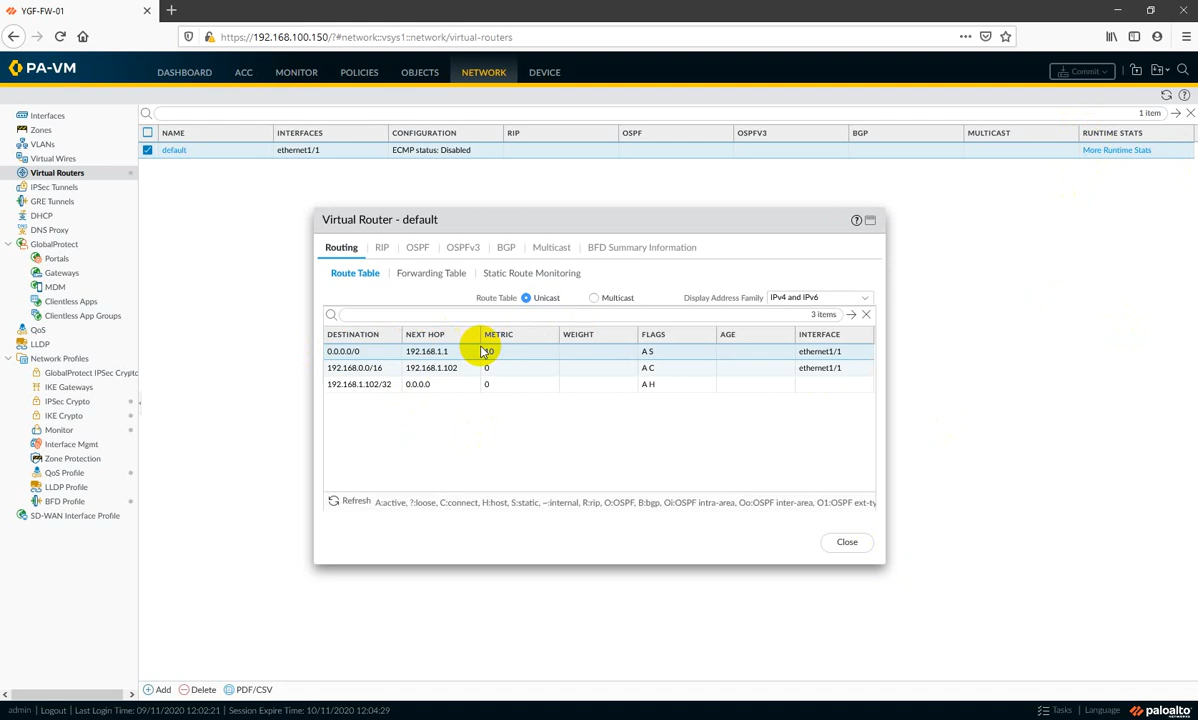 YGF-FW-01
https://192.168.100.150/?#network::vsys1::network/virtual-routers
PA-VM
DASHBOARD ACC MONITOR POLICIES OBJECTS NETWORK DEVICE
Commit
1 item
Interfaces
Zones
VLANs
Virtual Wires
Virtual Routers
IPSec Tunnels
GRE Tunnels
DHCP
DNS Proxy
GlobalProtect
Portals
Gateways
MDM
Clientless Apps
Clientless App Groups
QoS
LLDP
Network Profiles
GlobalProtect IPSec Crypto
IKE Gateways
IPSec Crypto
IKE Crypto
Monitor
Interface Mgmt
Zone Protection
QoS Profile
LLDP Profile
BFD Profile
SD-WAN Interface Profile
NAME INTERFACES CONFIGURATION RIP OSPF OSPFV3 BGP MULTICAST RUNTIME STATS
default ethernet1/1 ECMP status: Disabled More Runtime Stats
Virtual Router - default
Routing RIP OSPF OSPFv3 BGP Multicast BFD Summary Information
Route Table Forwarding Table Static Route Monitoring
Route Table Unicast Multicast Display Address Family IPv4 and IPv6
3 items
DESTINATION NEXT HOP METRIC WEIGHT FLAGS AGE INTERFACE
0.0.0.0/0 192.168.1.1 10 A S ethernet1/1
192.168.0.0/16 192.168.1.102 0 A C ethernet1/1
192.168.1.102/32 0.0.0.0 0 A H
Refresh A:active, ?:loose, C:connect, H:host, S:static, ~:internal, R:rip, O:OSPF, B:bgp, Oi:OSPF intra-area, Oo:OSPF inter-area, O1:OSPF ext-ty
Close
Add Delete PDF/CSV
admin | Logout | Last Login Time: 09/11/2020 12:02:21 | Session Expire Time: 10/11/2020 12:04:29
Tasks | Language paloalto
NETWORKS